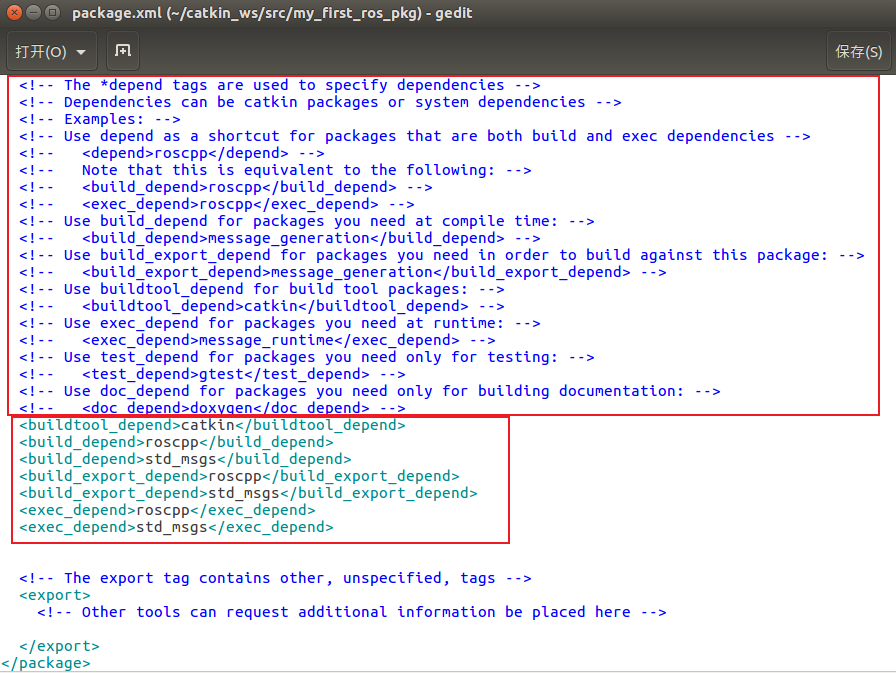 package.xml (~/catkin_ws/src/my_first_ros_pkg) - gedit
打开(O)
保存(S)
<!-- The *depend tags are used to specify dependencies -->
<!-- Dependencies can be catkin packages or system dependencies -->
<!-- Examples: -->
<!-- Use depend as a shortcut for packages that are both build and exec dependencies -->
<!--   <depend>roscpp</depend> -->
<!--   Note that this is equivalent to the following: -->
<!--   <build_depend>roscpp</build_depend> -->
<!--   <exec_depend>roscpp</exec_depend> -->
<!-- Use build_depend for packages you need at compile time: -->
<!--   <build_depend>message_generation</build_depend> -->
<!-- Use build_export_depend for packages you need in order to build against this package: -->
<!--   <build_export_depend>message_generation</build_export_depend> -->
<!-- Use buildtool_depend for build tool packages: -->
<!--   <buildtool_depend>catkin</buildtool_depend> -->
<!-- Use exec_depend for packages you need at runtime: -->
<!--   <exec_depend>message_runtime</exec_depend> -->
<!-- Use test_depend for packages you need only for testing: -->
<!--   <test_depend>gtest</test_depend> -->
<!-- Use doc_depend for packages you need only for building documentation: -->
<!--   <doc_depend>doxygen</doc_depend> -->
<buildtool_depend>catkin</buildtool_depend>
<build_depend>roscpp</build_depend>
<build_depend>std_msgs</build_depend>
<build_export_depend>roscpp</build_export_depend>
<build_export_depend>std_msgs</build_export_depend>
<exec_depend>roscpp</exec_depend>
<exec_depend>std_msgs</exec_depend>
<!-- The export tag contains other, unspecified, tags -->
<export>
<!-- Other tools can request additional information be placed here -->
</export>
</package>